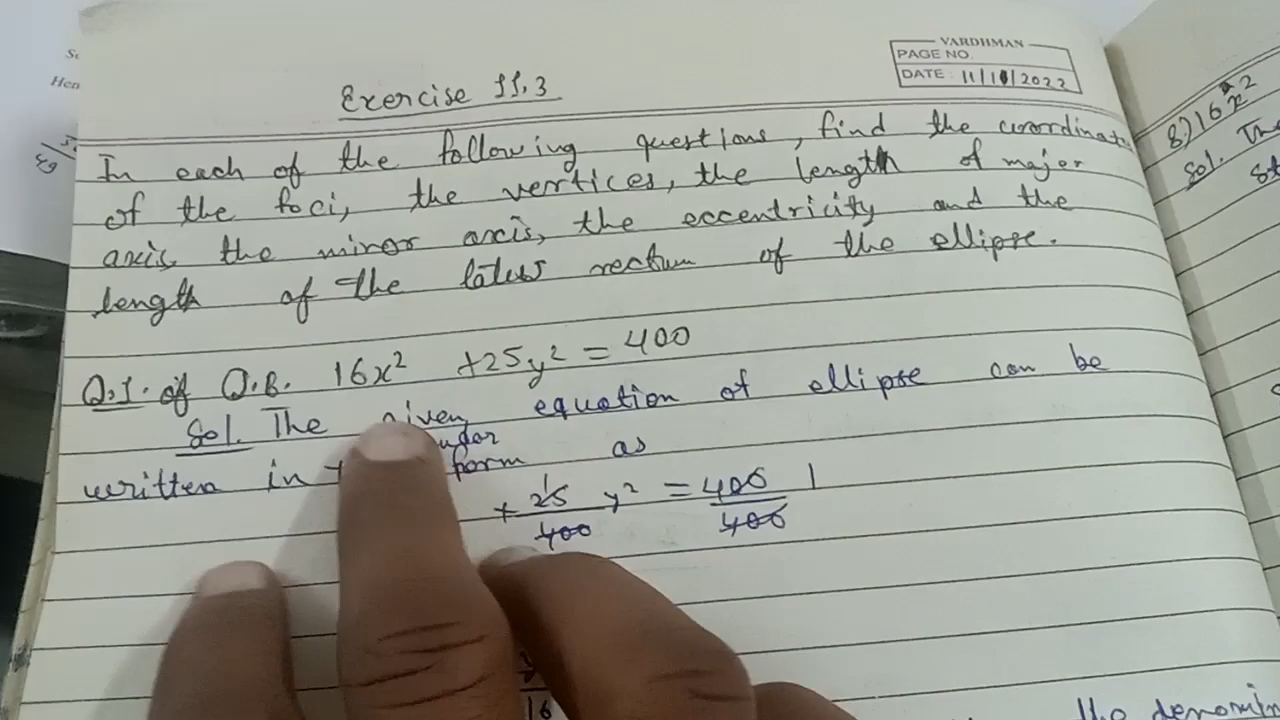 VARDHMAN
PAGE NO.
DATE: 11/11/2022
Exercise 11.3
In each of the following questions, find the coordinate
of the foci, the vertices, the length of major
axis, the minor axis, the eccentricity and the
length of the latus rectum of the ellipse.
Q.1. of Q.B. 16x² + 25y² = 400
Sol. The given equation of ellipse can be
written in form as
+ 25/400 y² = 400/400 1
16
the denomin
8) 16x²
Sol. The